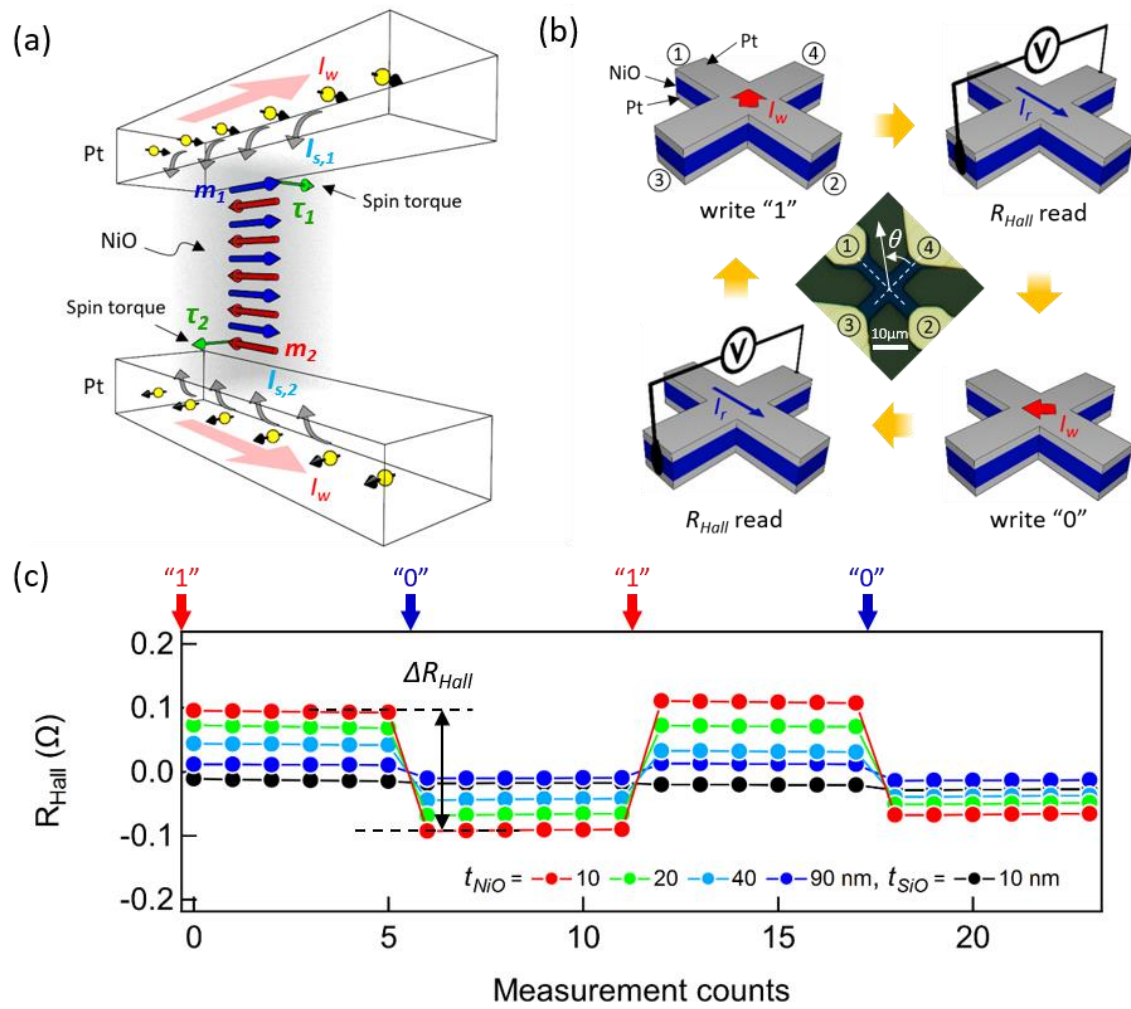 (a)
I_w
Pt
I_s,1
m_1
τ_1
Spin torque
NiO
Spin torque
τ_2
m_2
I_s,2
Pt
I_w
(b)
① Pt ④
NiO
Pt
I_w
③ ②
write “1”
V
I_r
R_Hall read
① θ ④
③ ②
10µm
V
I_r
R_Hall read
I_w
write “0”
(c)
“1” “0” “1” “0”
0.2
0.1
0.0
-0.1
-0.2
R_Hall (Ω)
ΔR_Hall
t_NiO = 10 20 40 90 nm, t_SiO = 10 nm
0 5 10 15 20
Measurement counts